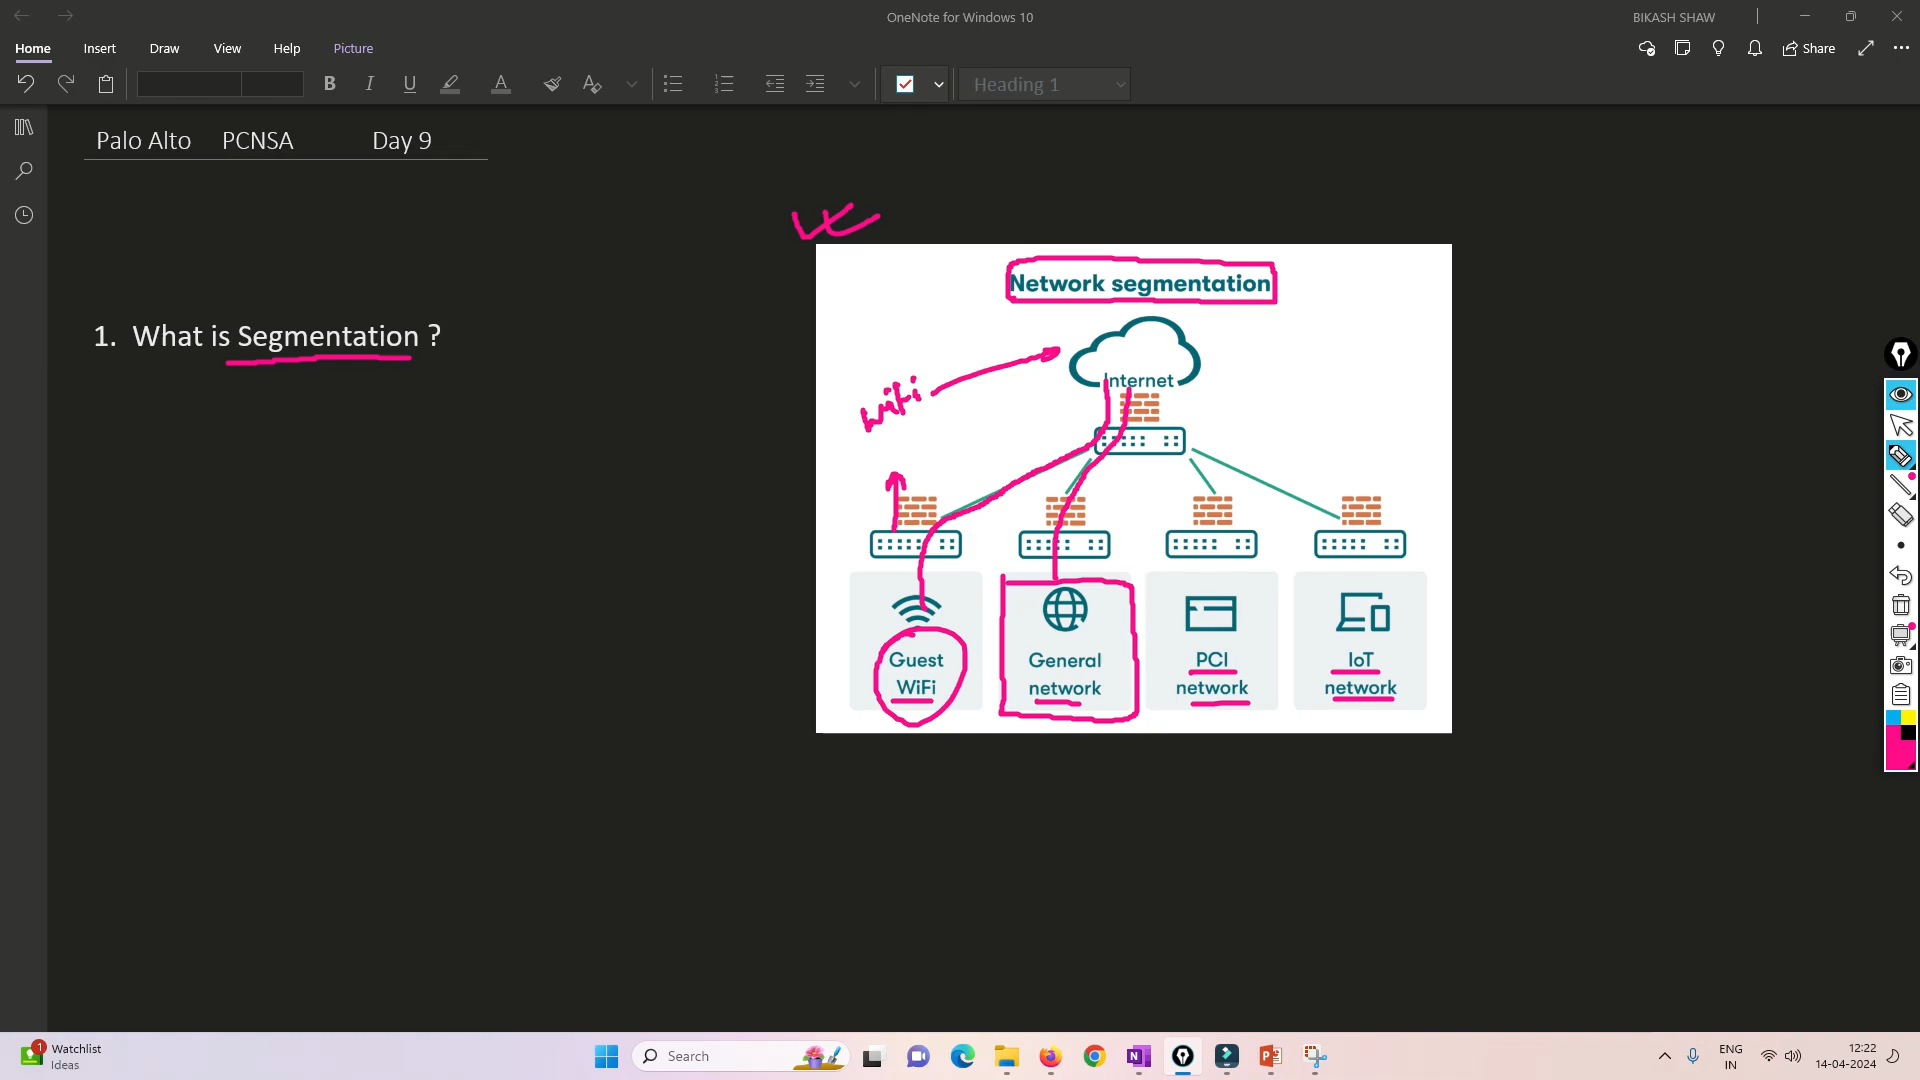 OneNote for Windows 10
BIKASH SHAW
Home Insert Draw View Help Picture
Share
B I U A A Heading 1
Palo Alto PCNSA Day 9
1. What is Segmentation ?
Network segmentation
Internet
wifi
Guest
WiFi
General
network
PCI
network
IoT
network
1 Watchlist
Ideas
Search
ENG
IN
12:22
14-04-2024